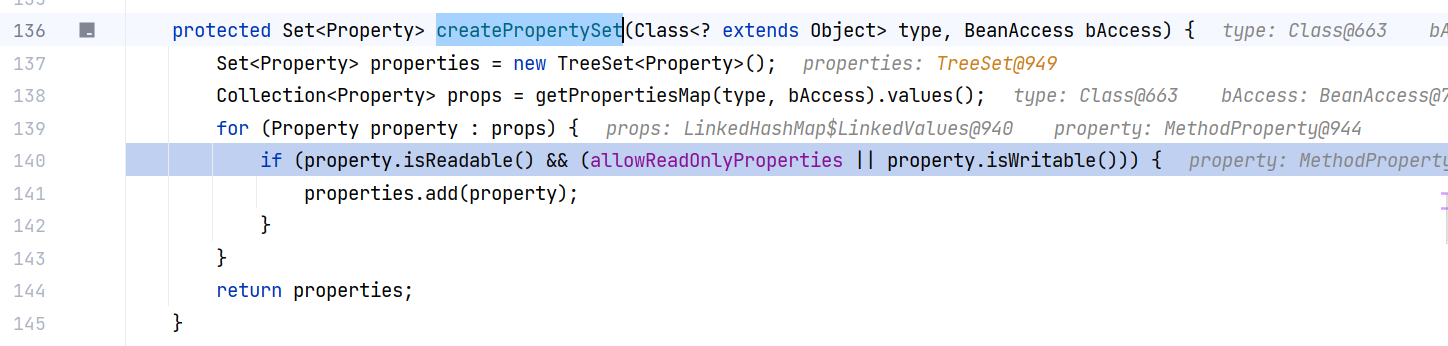 136 protected Set<Property> createPropertySet(Class<? extends Object> type, BeanAccess bAccess) { type: Class@663 bA
137 Set<Property> properties = new TreeSet<Property>(); properties: TreeSet@949
138 Collection<Property> props = getPropertiesMap(type, bAccess).values(); type: Class@663 bAccess: BeanAccess@7
139 for (Property property : props) { props: LinkedHashMap$LinkedValues@940 property: MethodProperty@944
140 if (property.isReadable() && (allowReadOnlyProperties || property.isWritable())) { property: MethodProperty
141 properties.add(property);
142 }
143 }
144 return properties;
145 }